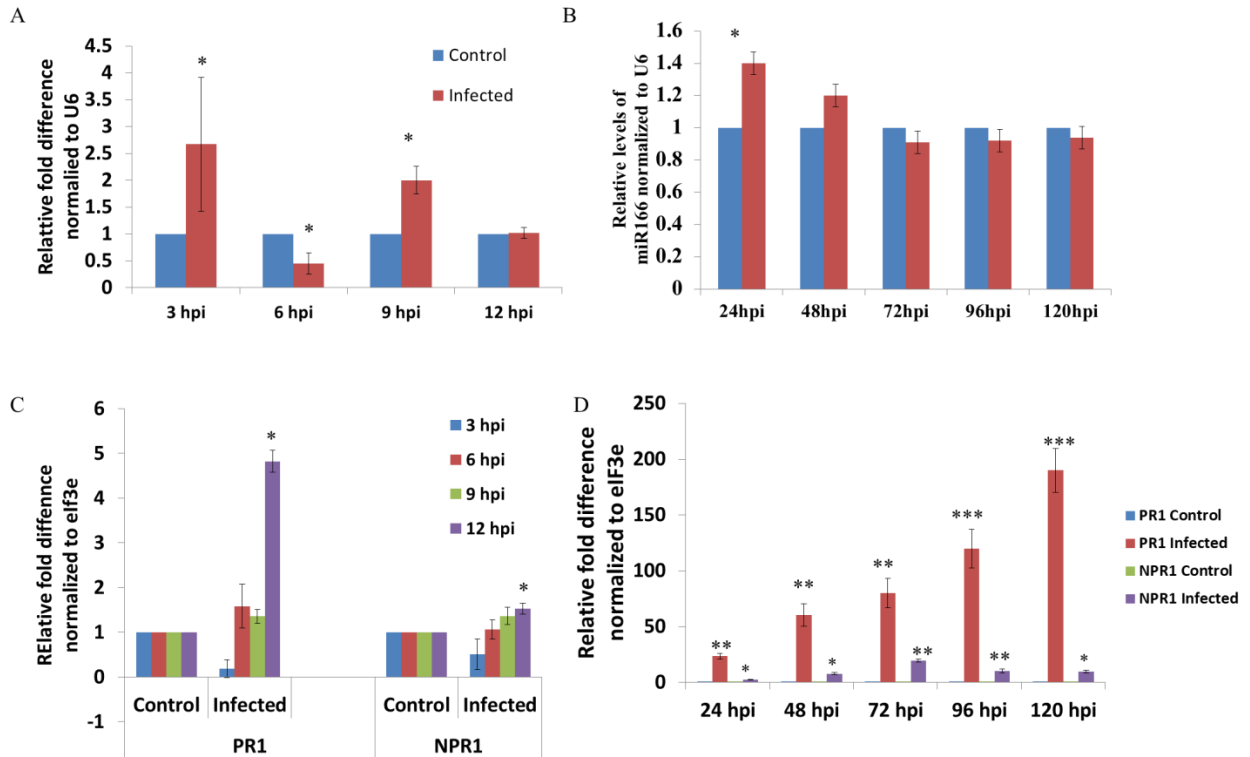 A
Relattive fold difference
normalied to U6
4.5
4
3.5
3
2.5
2
1.5
1
0.5
0
*
*
*
Control
Infected
3 hpi 6 hpi 9 hpi 12 hpi
B
Relative levels of
miR166 normalized to U6
1.6
1.4
1.2
1
0.8
0.6
0.4
0.2
0
*
24hpi 48hpi 72hpi 96hpi 120hpi
C
RElative fold differnnce
normalized to eIf3e
6
5
4
3
2
1
0
-1
*
*
3 hpi
6 hpi
9 hpi
12 hpi
Control Infected Control Infected
PR1 NPR1
D
Relative fold difference
normalized to eIF3e
250
200
150
100
50
0
** * ** * ** ** *** ** *** *
24 hpi 48 hpi 72 hpi 96 hpi 120 hpi
PR1 Control
PR1 Infected
NPR1 Control
NPR1 Infected